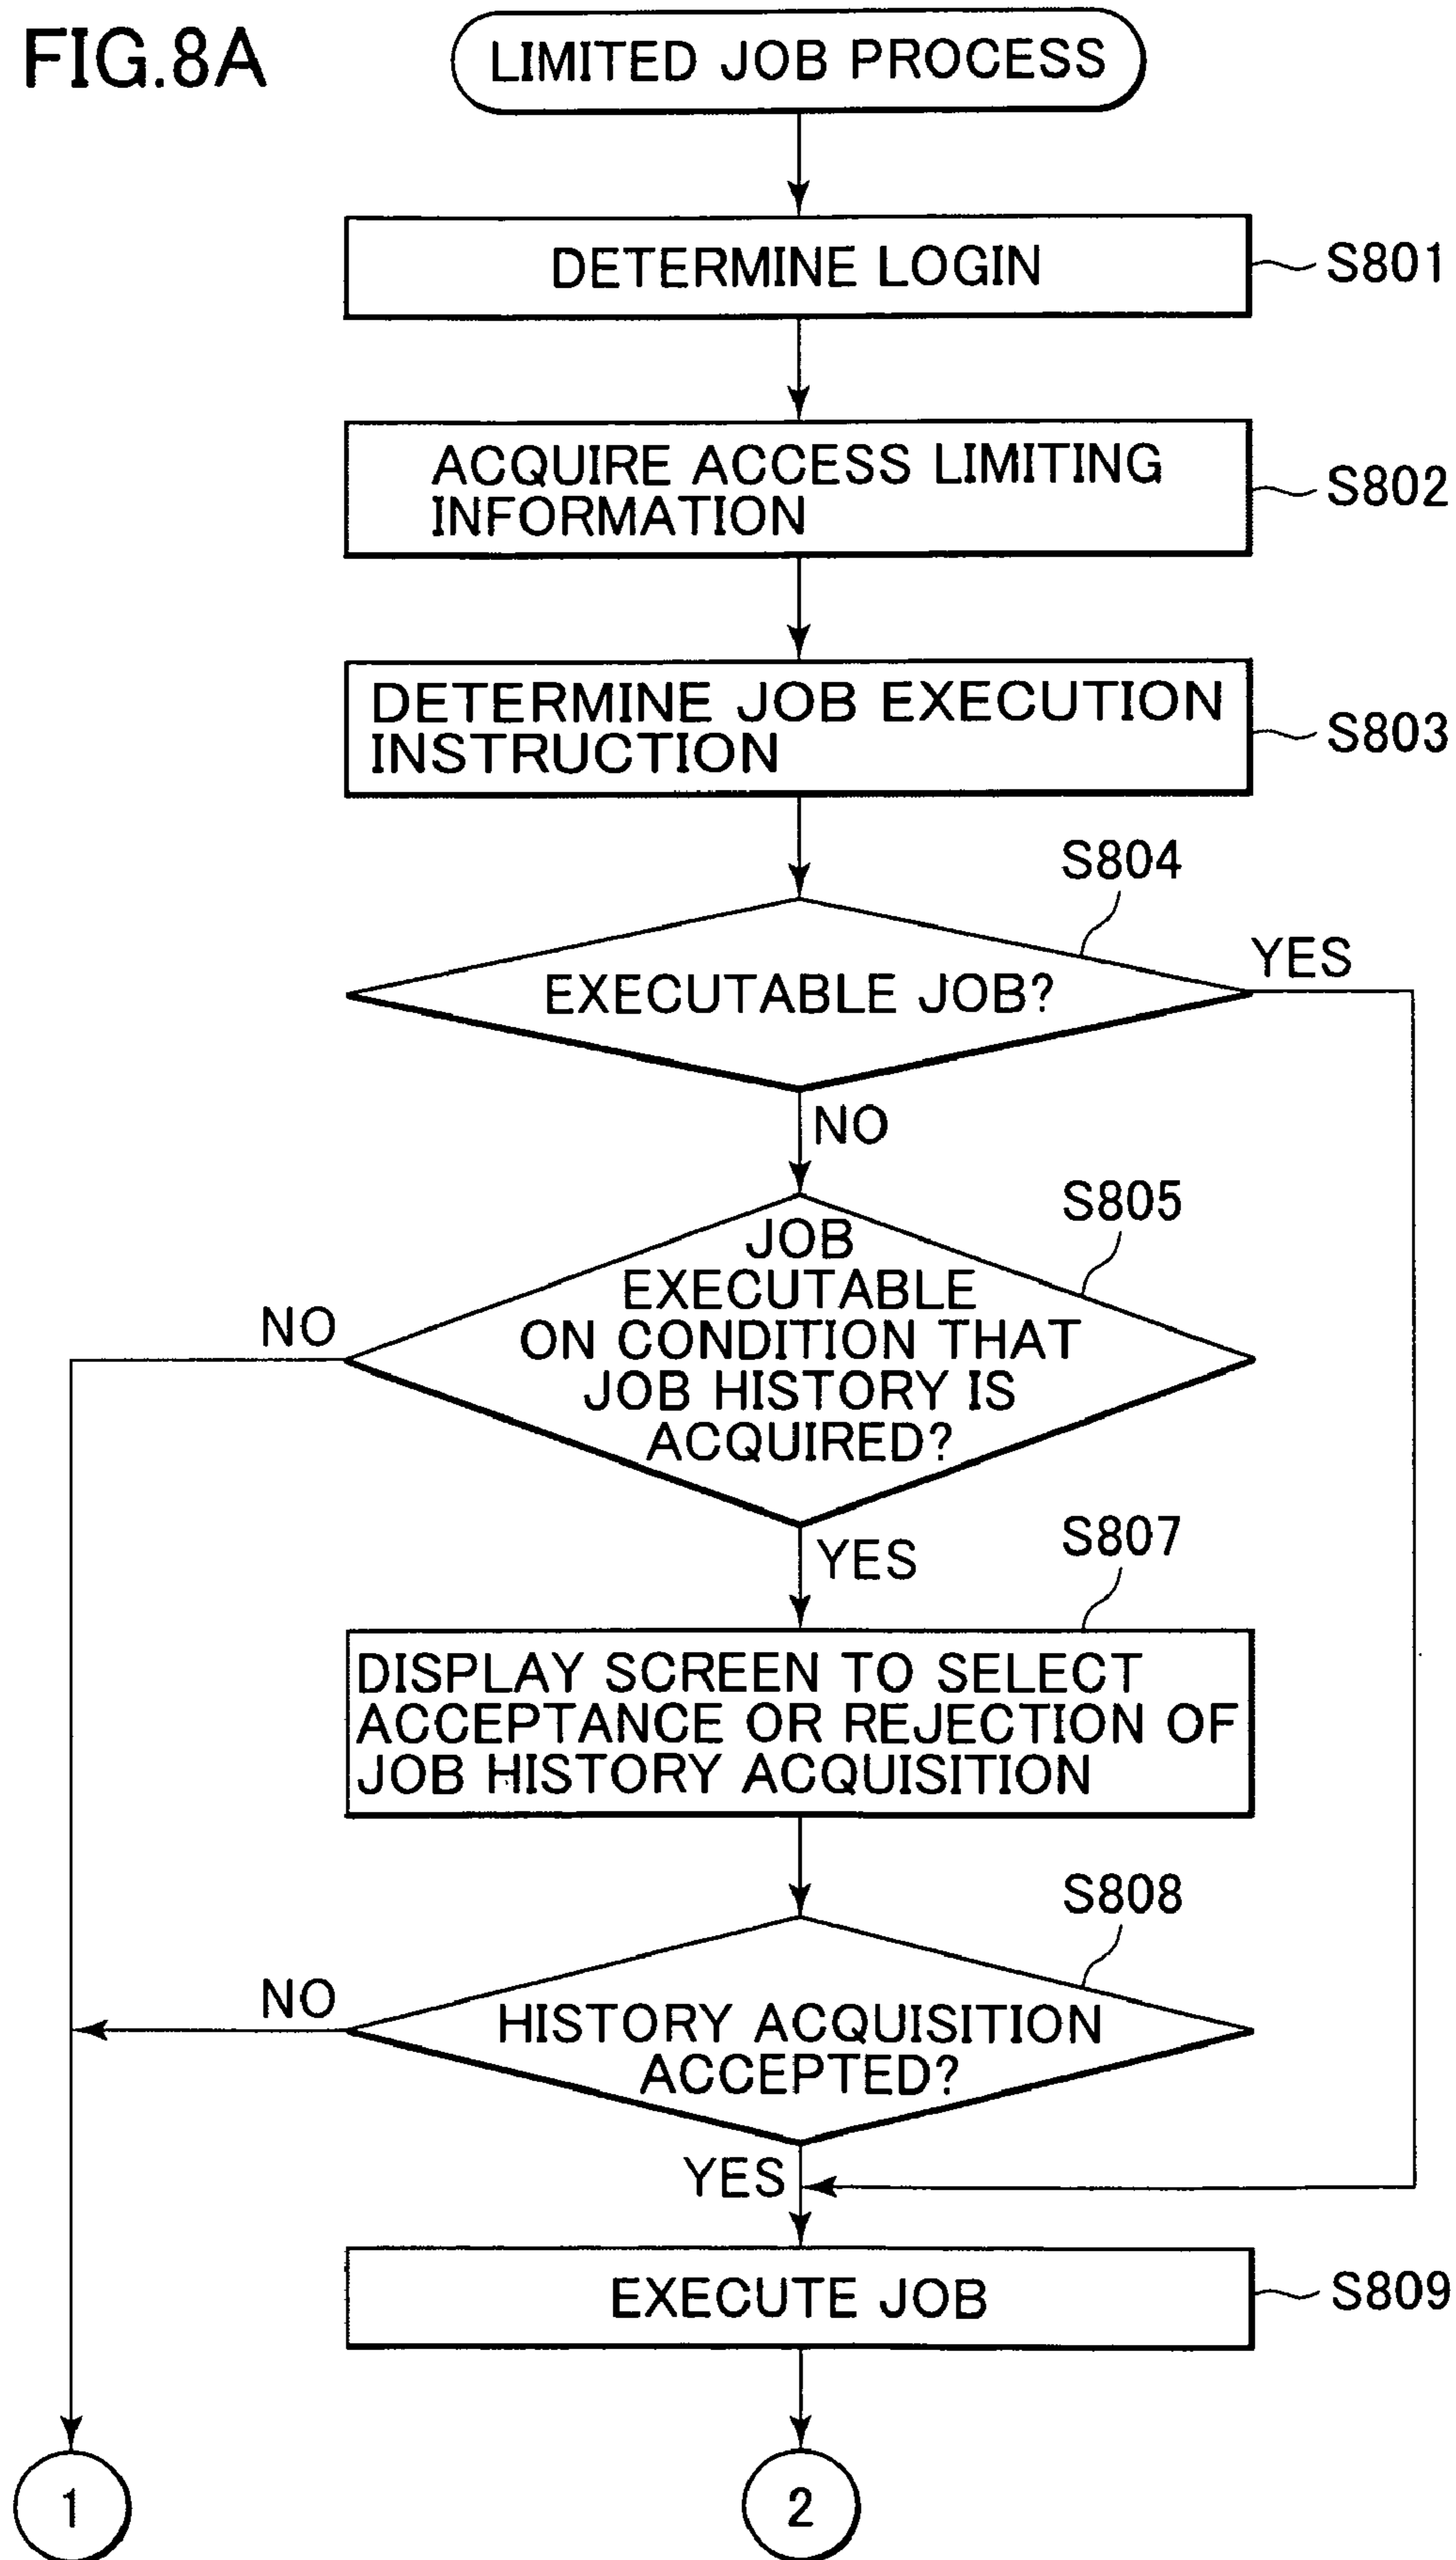 FIG.8A
LIMITED JOB PROCESS
DETERMINE LOGIN
S801
ACQUIRE ACCESS LIMITING
INFORMATION
S802
DETERMINE JOB EXECUTION
INSTRUCTION
S803
S804
EXECUTABLE JOB?
YES
NO
S805
JOB
EXECUTABLE
ON CONDITION THAT
JOB HISTORY IS
ACQUIRED?
NO
YES
S807
DISPLAY SCREEN TO SELECT
ACCEPTANCE OR REJECTION OF
JOB HISTORY ACQUISITION
S808
NO
HISTORY ACQUISITION
ACCEPTED?
YES
EXECUTE JOB
S809
1
2